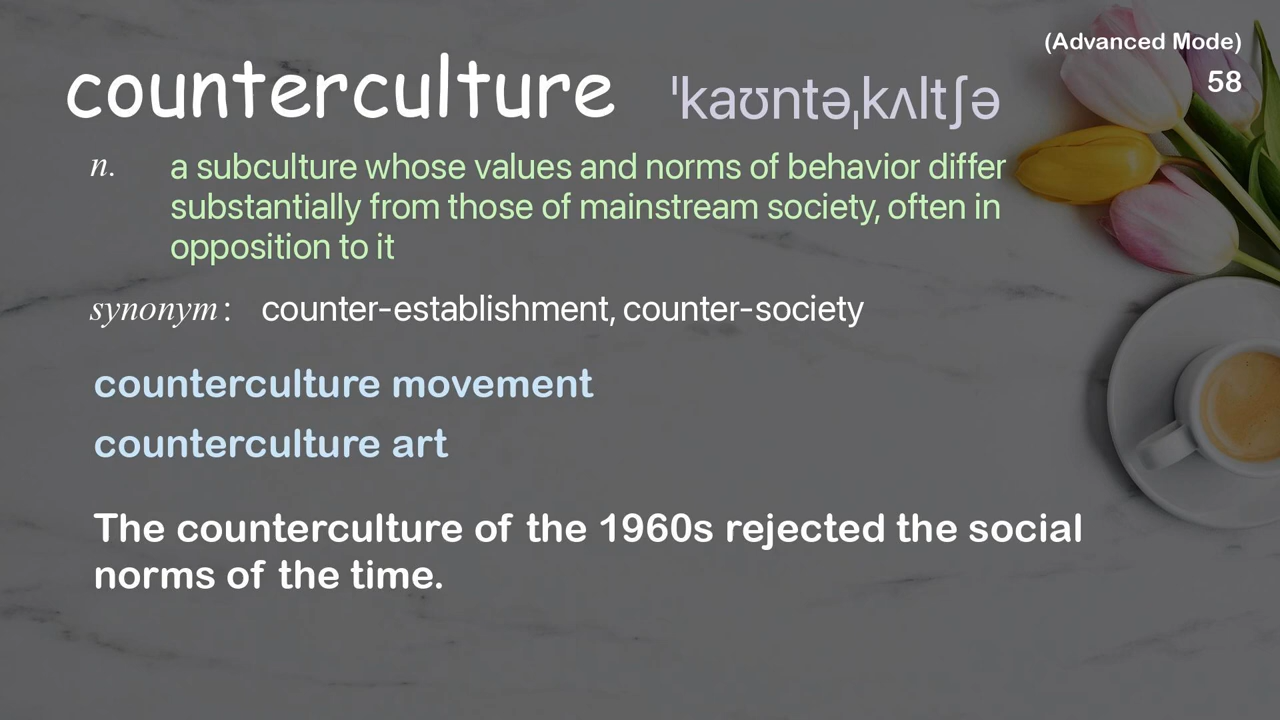 (Advanced Mode)
58
counterculture ˈkaʊntəˌkʌltʃə
n. a subculture whose values and norms of behavior differ
substantially from those of mainstream society, often in
opposition to it
synonym: counter-establishment, counter-society
counterculture movement
counterculture art
The counterculture of the 1960s rejected the social
norms of the time.